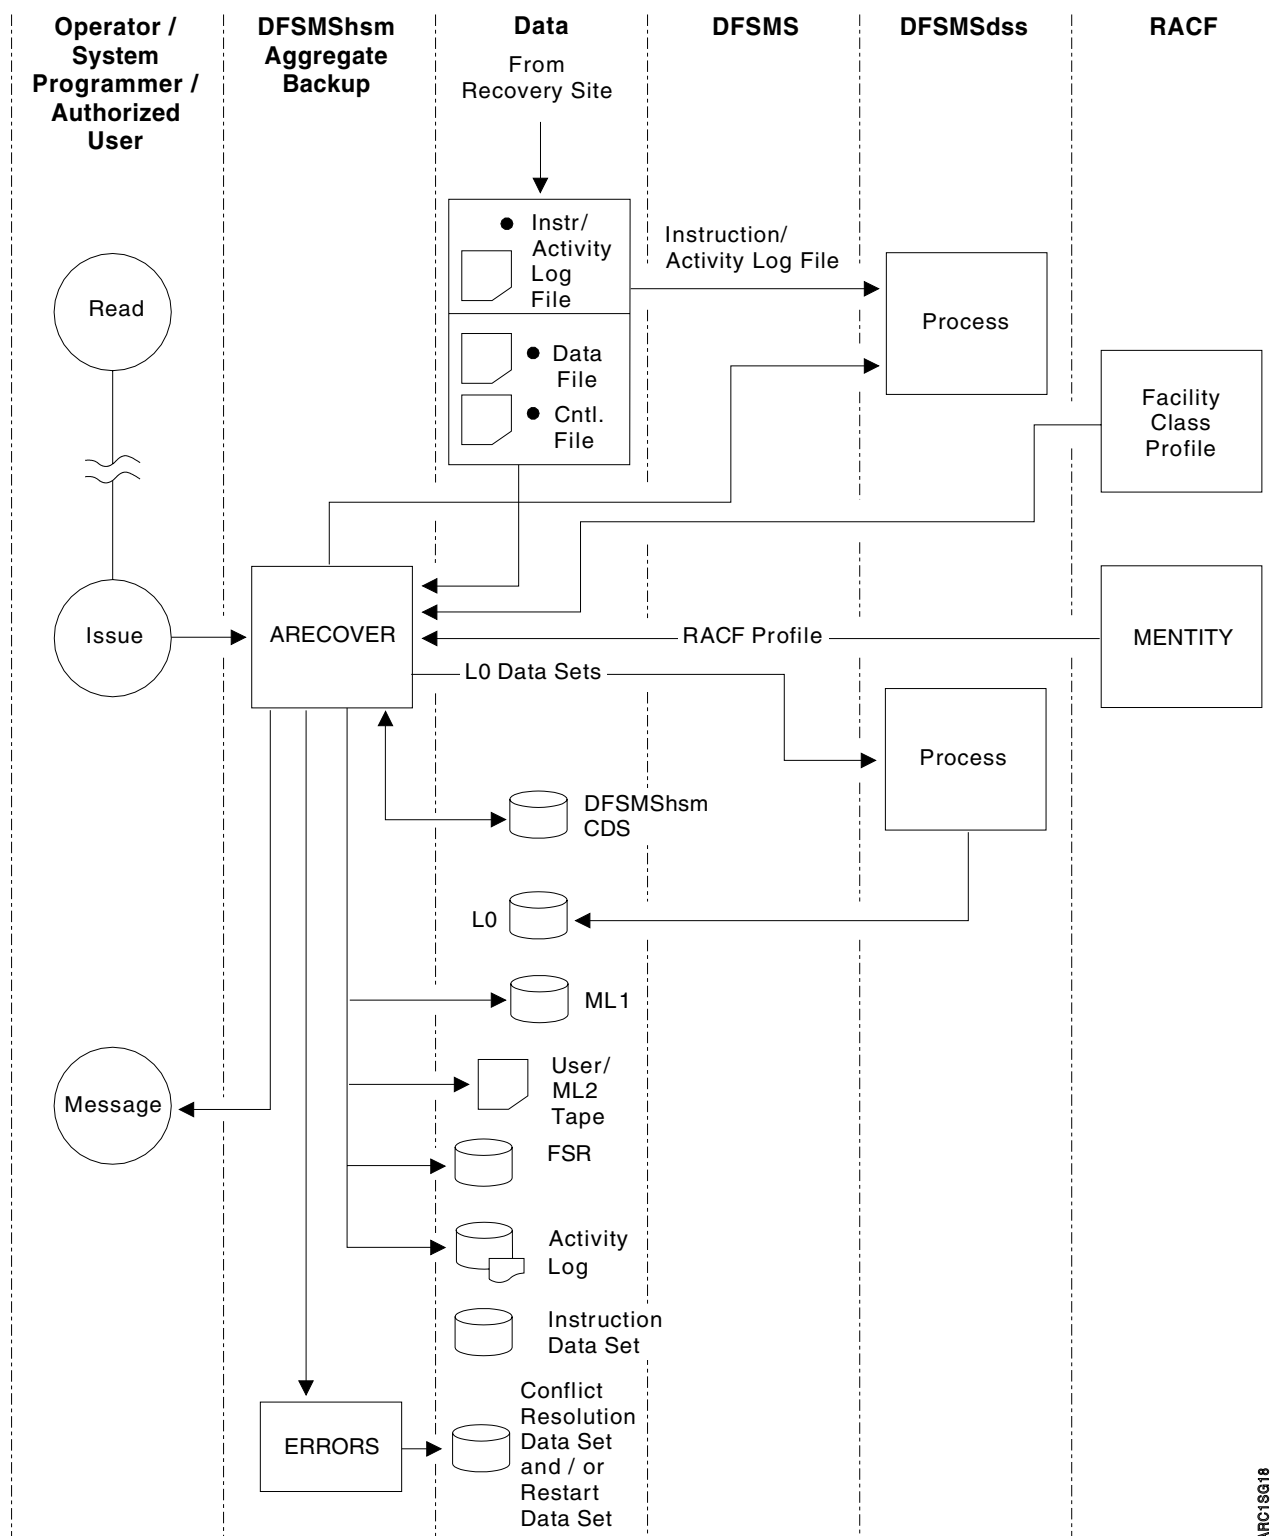 Operator /
System
Programmer /
Authorized
User
DFSMShsm
Aggregate
Backup
Data
DFSMS
DFSMSdss
RACF
From
Recovery Site
Instr/
Activity
Log
File
Data
File
Cntl.
File
Instruction/
Activity Log File
Process
Read
Facility
Class
Profile
Issue
ARECOVER
RACF Profile
MENTITY
L0 Data Sets
Process
DFSMShsm
CDS
L0
ML1
User/
ML2
Tape
Message
FSR
Activity
Log
Instruction
Data Set
ERRORS
Conflict
Resolution
Data Set
and / or
Restart
Data Set
ARC1SG18